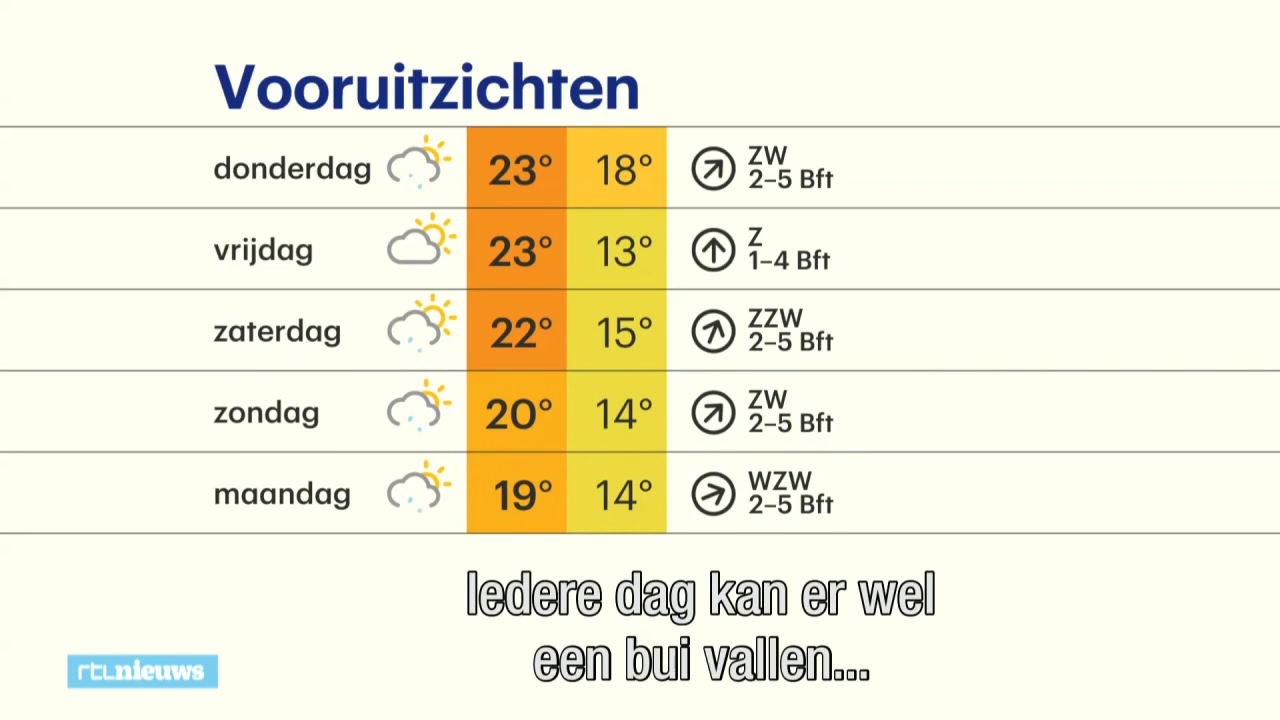 Vooruitzichten
donderdag 23° 18° ZW
2–5 Bft
vrijdag 23° 13° Z
1–4 Bft
zaterdag 22° 15° ZZW
2–5 Bft
zondag 20° 14° ZW
2–5 Bft
maandag 19° 14° WZW
2–5 Bft
Iedere dag kan er wel
een bui vallen...
rtl nieuws